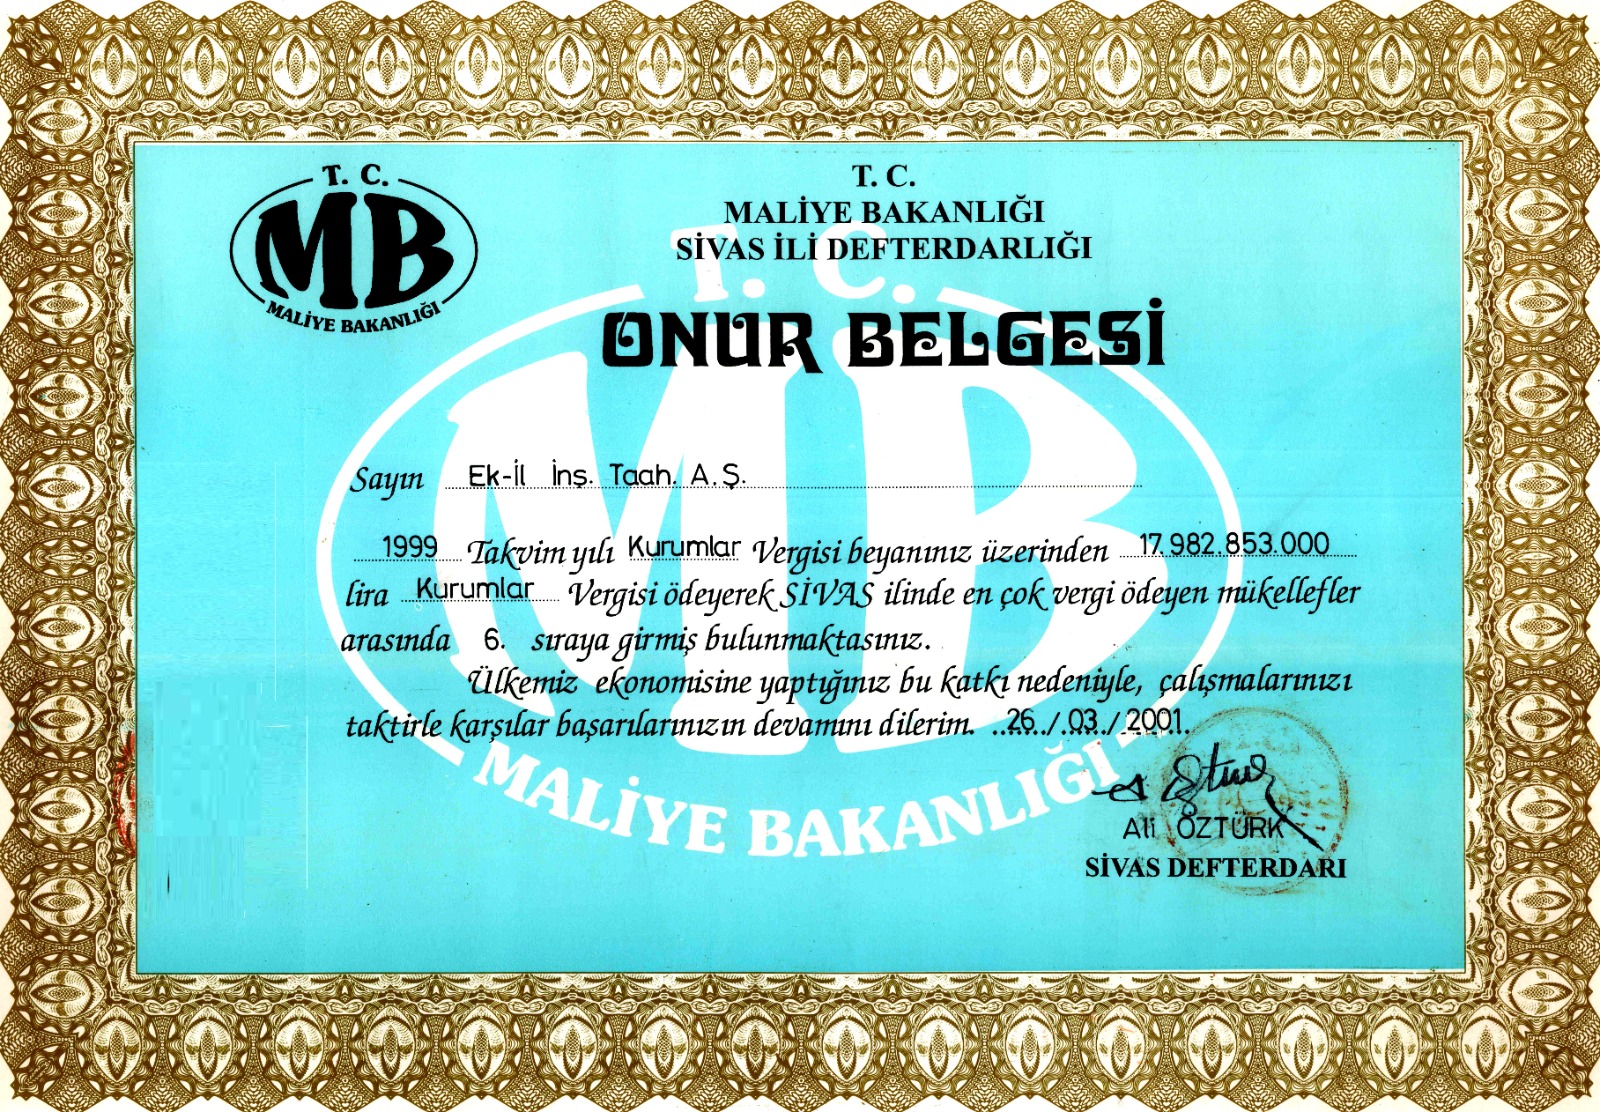 T. C.
MB
MALİYE BAKANLIĞI
T. C.
MALİYE BAKANLIĞI
SİVAS İLİ DEFTERDARLIĞI
T. C.
ONUR BELGESİ
MB
Sayın Ek-İl İnş. Taah. A.Ş.
1999 Takvim yılı Kurumlar Vergisi beyanınız üzerinden 17.982.853.000
lira Kurumlar Vergisi ödeyerek SİVAS ilinde en çok vergi ödeyen mükellefler
arasında 6. sıraya girmiş bulunmaktasınız.
Ülkemiz ekonomisine yaptığınız bu katkı nedeniyle, çalışmalarınızı
taktirle karşılar başarılarınızın devamını dilerim. ..26../.03./.2001.
MALİYE BAKANLIĞI
Ali ÖZTÜRK
SİVAS DEFTERDARI